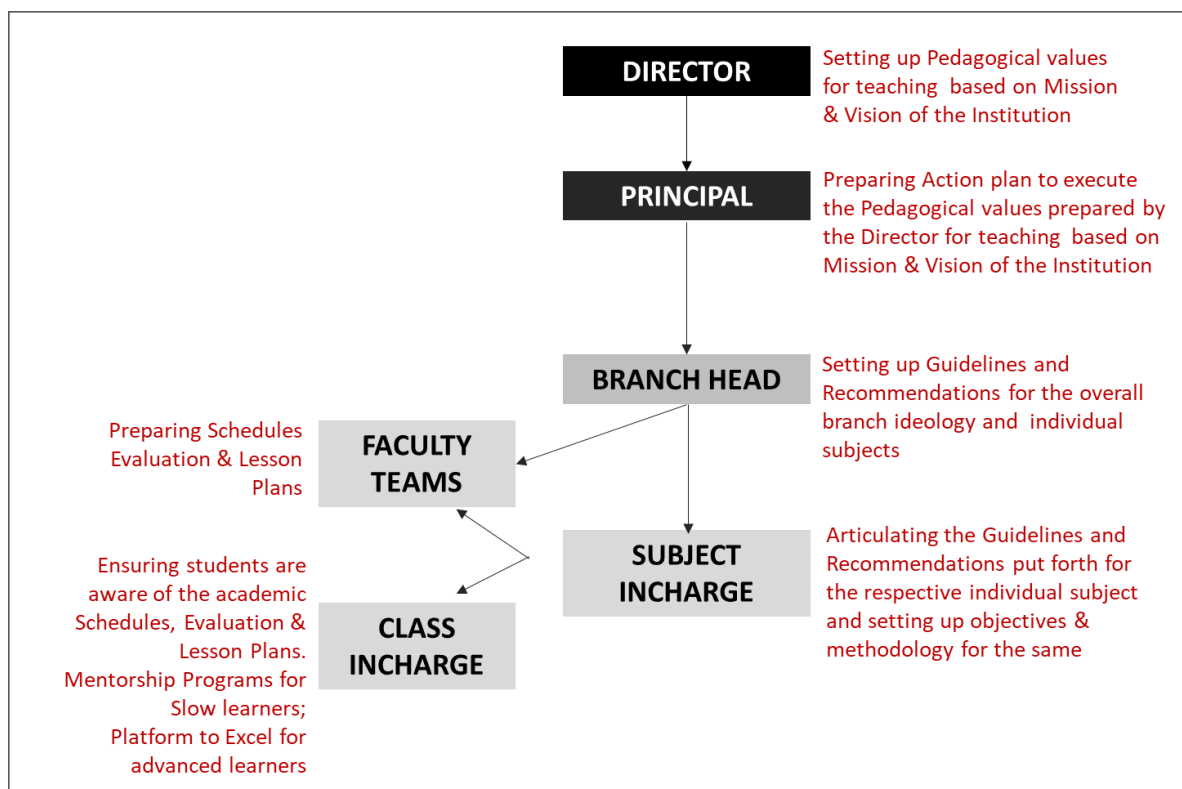 DIRECTOR
Setting up Pedagogical values
for teaching based on Mission
& Vision of the Institution
PRINCIPAL
Preparing Action plan to execute
the Pedagogical values prepared by
the Director for teaching based on
Mission & Vision of the Institution
BRANCH HEAD
Setting up Guidelines and
Recommendations for the overall
branch ideology and individual
subjects
Preparing Schedules
Evaluation & Lesson
Plans
FACULTY
TEAMS
SUBJECT
INCHARGE
Articulating the Guidelines and
Recommendations put forth for
the respective individual subject
and setting up objectives &
methodology for the same
Ensuring students are
aware of the academic
Schedules, Evaluation &
Lesson Plans.
Mentorship Programs for
Slow learners;
Platform to Excel for
advanced learners
CLASS
INCHARGE